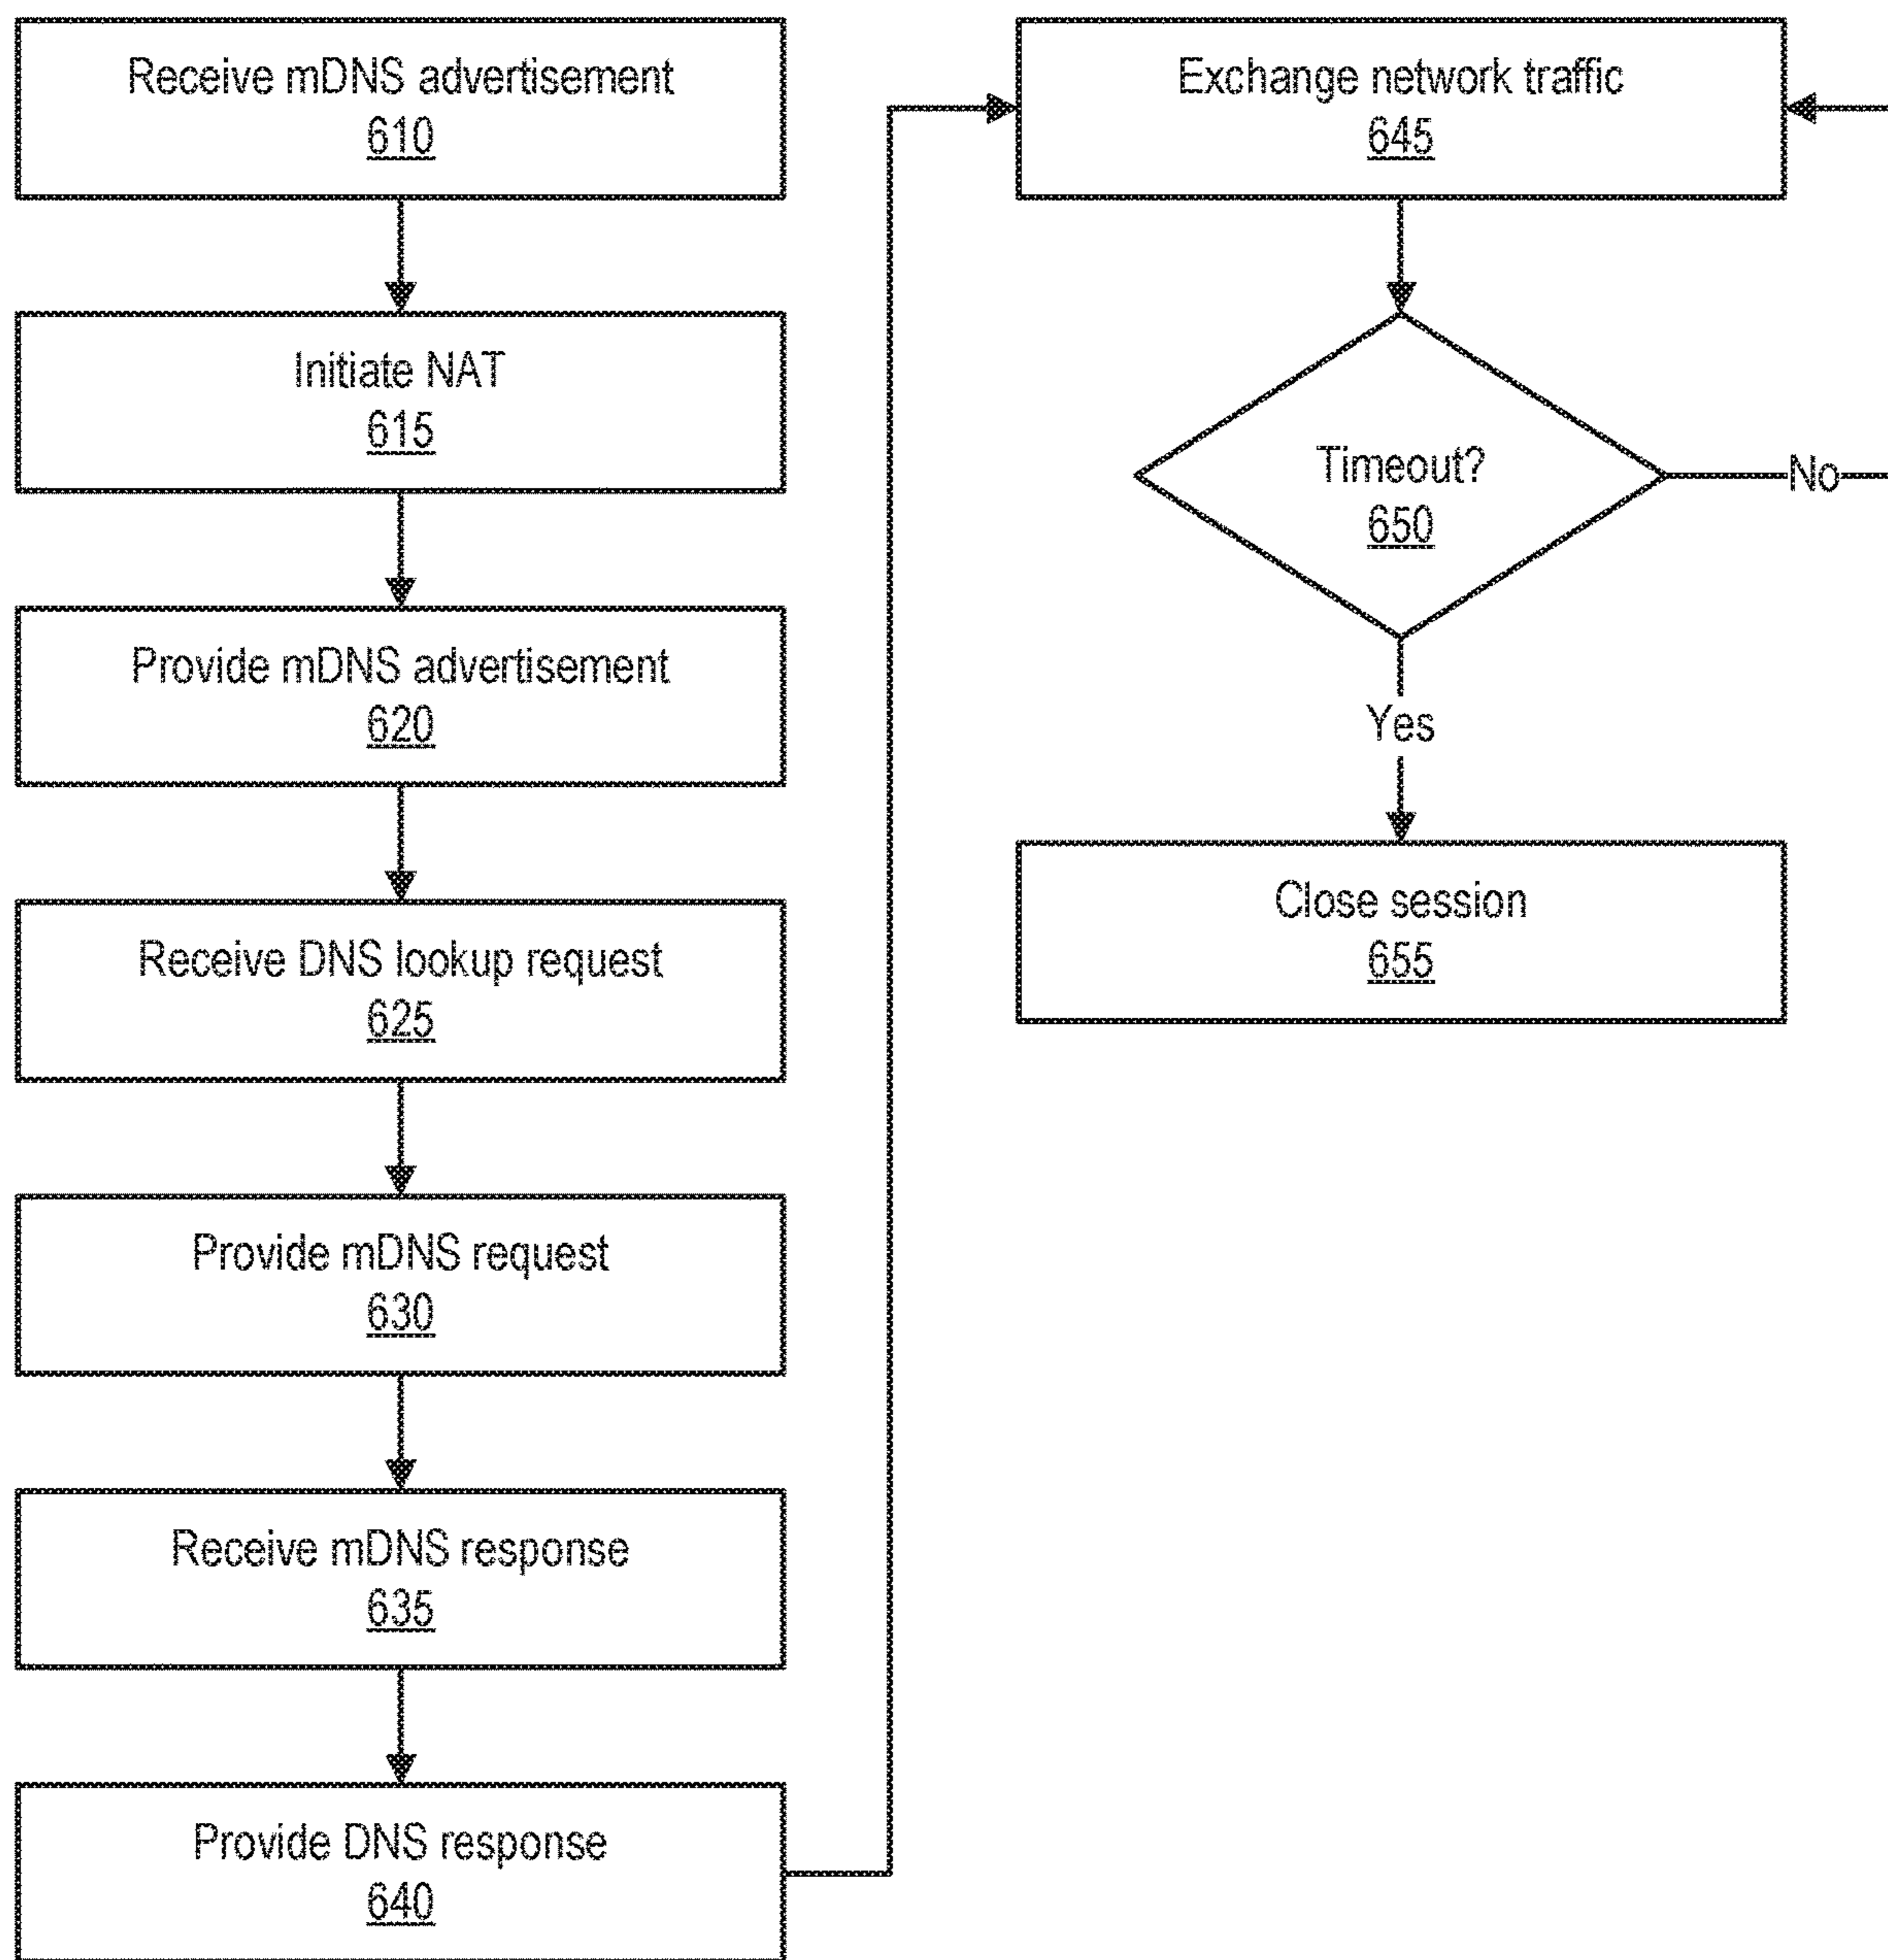 Receive mDNS advertisement
610
Initiate NAT
615
Provide mDNS advertisement
620
Receive DNS lookup request
625
Provide mDNS request
630
Receive mDNS response
635
Provide DNS response
640
Exchange network traffic
645
Timeout?
650
No
Yes
Close session
655